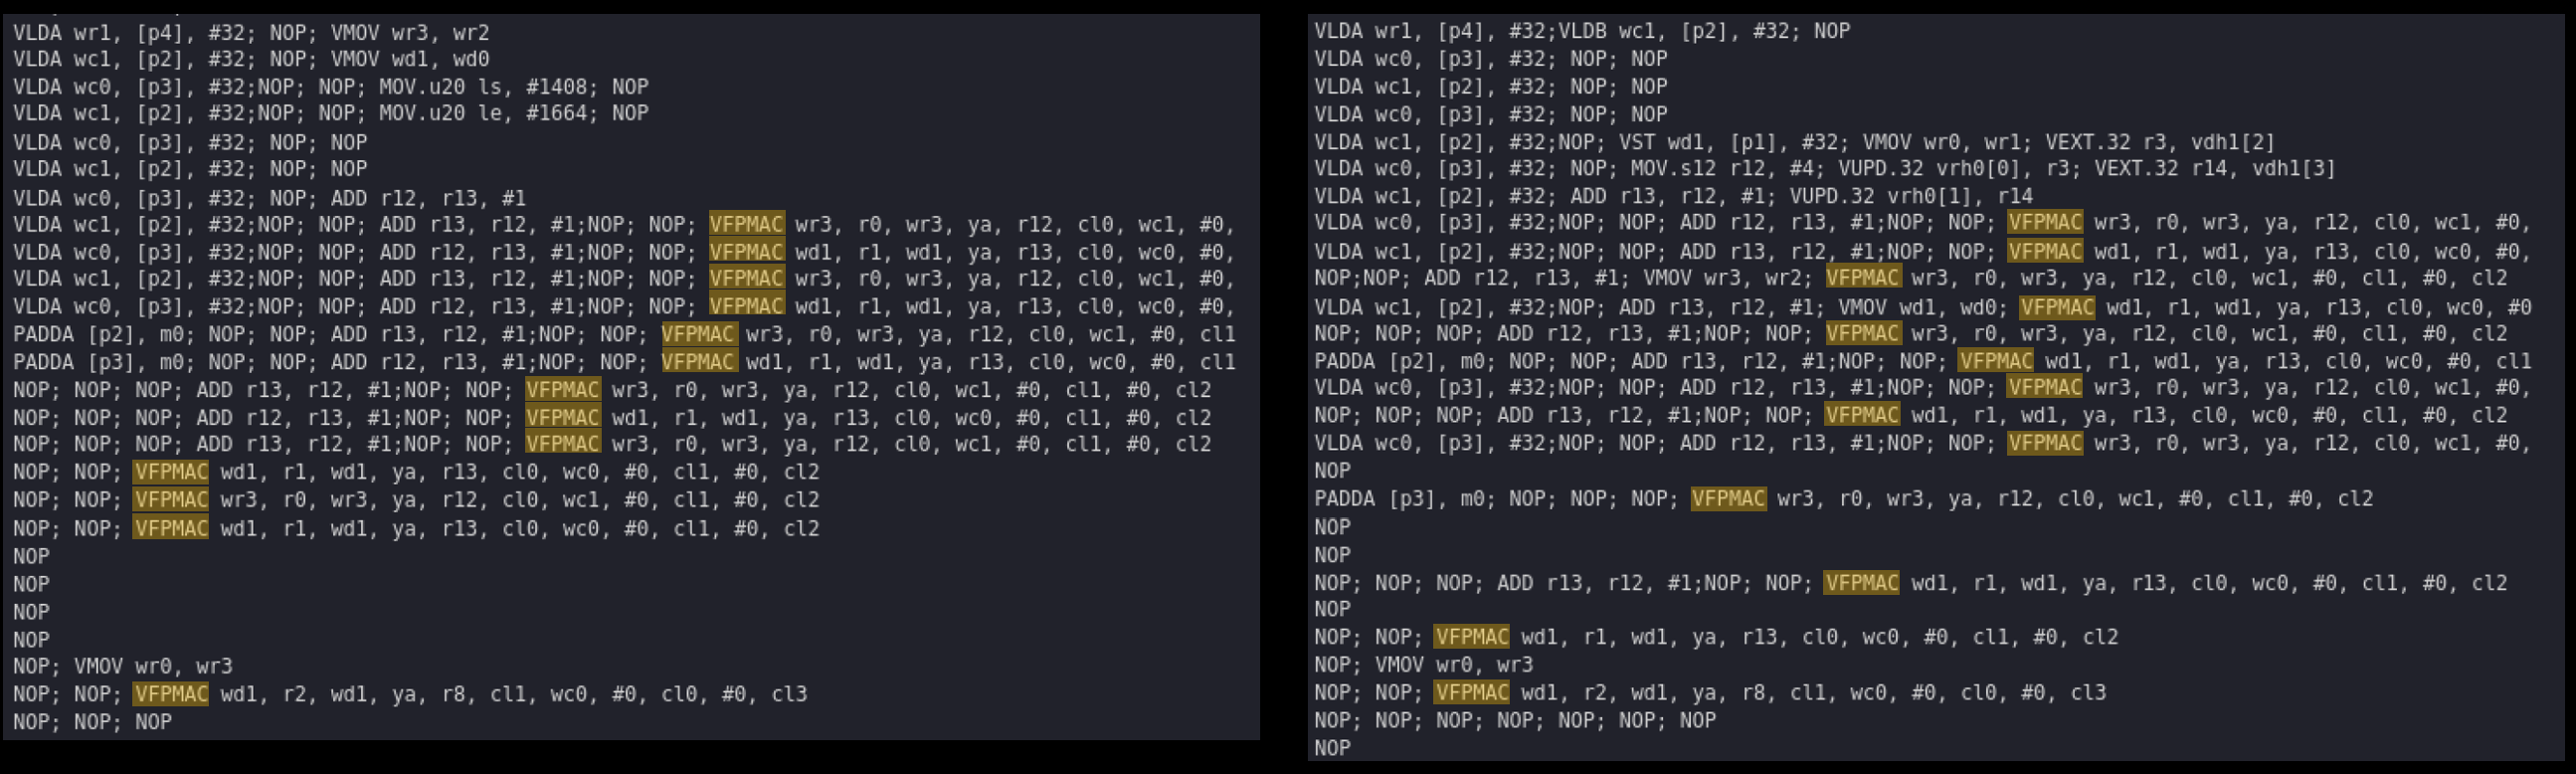 VLDA wr1, [p4], #32; NOP; VMOV wr3, wr2
VLDA wc1, [p2], #32; NOP; VMOV wd1, wd0
VLDA wc0, [p3], #32;NOP; NOP; MOV.u20 ls, #1408; NOP
VLDA wc1, [p2], #32;NOP; NOP; MOV.u20 le, #1664; NOP
VLDA wc0, [p3], #32; NOP; NOP
VLDA wc1, [p2], #32; NOP; NOP
VLDA wc0, [p3], #32; NOP; ADD r12, r13, #1
VLDA wc1, [p2], #32;NOP; NOP; ADD r13, r12, #1;NOP; NOP; VFPMAC wr3, r0, wr3, ya, r12, cl0, wc1, #0,
VLDA wc0, [p3], #32;NOP; NOP; ADD r12, r13, #1;NOP; NOP; VFPMAC wd1, r1, wd1, ya, r13, cl0, wc0, #0,
VLDA wc1, [p2], #32;NOP; NOP; ADD r13, r12, #1;NOP; NOP; VFPMAC wr3, r0, wr3, ya, r12, cl0, wc1, #0,
VLDA wc0, [p3], #32;NOP; NOP; ADD r12, r13, #1;NOP; NOP; VFPMAC wd1, r1, wd1, ya, r13, cl0, wc0, #0,
PADDA [p2], m0; NOP; NOP; ADD r13, r12, #1;NOP; NOP; VFPMAC wr3, r0, wr3, ya, r12, cl0, wc1, #0, cl1
PADDA [p3], m0; NOP; NOP; ADD r12, r13, #1;NOP; NOP; VFPMAC wd1, r1, wd1, ya, r13, cl0, wc0, #0, cl1
NOP; NOP; NOP; ADD r13, r12, #1;NOP; NOP; VFPMAC wr3, r0, wr3, ya, r12, cl0, wc1, #0, cl1, #0, cl2
NOP; NOP; NOP; ADD r12, r13, #1;NOP; NOP; VFPMAC wd1, r1, wd1, ya, r13, cl0, wc0, #0, cl1, #0, cl2
NOP; NOP; NOP; ADD r13, r12, #1;NOP; NOP; VFPMAC wr3, r0, wr3, ya, r12, cl0, wc1, #0, cl1, #0, cl2
NOP; NOP; VFPMAC wd1, r1, wd1, ya, r13, cl0, wc0, #0, cl1, #0, cl2
NOP; NOP; VFPMAC wr3, r0, wr3, ya, r12, cl0, wc1, #0, cl1, #0, cl2
NOP; NOP; VFPMAC wd1, r1, wd1, ya, r13, cl0, wc0, #0, cl1, #0, cl2
NOP
NOP
NOP
NOP
NOP; VMOV wr0, wr3
NOP; NOP; VFPMAC wd1, r2, wd1, ya, r8, cl1, wc0, #0, cl0, #0, cl3
NOP; NOP; NOP
VLDA wr1, [p4], #32;VLDB wc1, [p2], #32; NOP
VLDA wc0, [p3], #32; NOP; NOP
VLDA wc1, [p2], #32; NOP; NOP
VLDA wc0, [p3], #32; NOP; NOP
VLDA wc1, [p2], #32;NOP; VST wd1, [p1], #32; VMOV wr0, wr1; VEXT.32 r3, vdh1[2]
VLDA wc0, [p3], #32; NOP; MOV.s12 r12, #4; VUPD.32 vrh0[0], r3; VEXT.32 r14, vdh1[3]
VLDA wc1, [p2], #32; ADD r13, r12, #1; VUPD.32 vrh0[1], r14
VLDA wc0, [p3], #32;NOP; NOP; ADD r12, r13, #1;NOP; NOP; VFPMAC wr3, r0, wr3, ya, r12, cl0, wc1, #0,
VLDA wc1, [p2], #32;NOP; NOP; ADD r13, r12, #1;NOP; NOP; VFPMAC wd1, r1, wd1, ya, r13, cl0, wc0, #0,
NOP;NOP; ADD r12, r13, #1; VMOV wr3, wr2; VFPMAC wr3, r0, wr3, ya, r12, cl0, wc1, #0, cl1, #0, cl2
VLDA wc1, [p2], #32;NOP; ADD r13, r12, #1; VMOV wd1, wd0; VFPMAC wd1, r1, wd1, ya, r13, cl0, wc0, #0
NOP; NOP; NOP; ADD r12, r13, #1;NOP; NOP; VFPMAC wr3, r0, wr3, ya, r12, cl0, wc1, #0, cl1, #0, cl2
PADDA [p2], m0; NOP; NOP; ADD r13, r12, #1;NOP; NOP; VFPMAC wd1, r1, wd1, ya, r13, cl0, wc0, #0, cl1
VLDA wc0, [p3], #32;NOP; NOP; ADD r12, r13, #1;NOP; NOP; VFPMAC wr3, r0, wr3, ya, r12, cl0, wc1, #0,
NOP; NOP; NOP; ADD r13, r12, #1;NOP; NOP; VFPMAC wd1, r1, wd1, ya, r13, cl0, wc0, #0, cl1, #0, cl2
VLDA wc0, [p3], #32;NOP; NOP; ADD r12, r13, #1;NOP; NOP; VFPMAC wr3, r0, wr3, ya, r12, cl0, wc1, #0,
NOP
PADDA [p3], m0; NOP; NOP; NOP; VFPMAC wr3, r0, wr3, ya, r12, cl0, wc1, #0, cl1, #0, cl2
NOP
NOP
NOP; NOP; NOP; ADD r13, r12, #1;NOP; NOP; VFPMAC wd1, r1, wd1, ya, r13, cl0, wc0, #0, cl1, #0, cl2
NOP
NOP; NOP; VFPMAC wd1, r1, wd1, ya, r13, cl0, wc0, #0, cl1, #0, cl2
NOP; VMOV wr0, wr3
NOP; NOP; VFPMAC wd1, r2, wd1, ya, r8, cl1, wc0, #0, cl0, #0, cl3
NOP; NOP; NOP; NOP; NOP; NOP; NOP
NOP